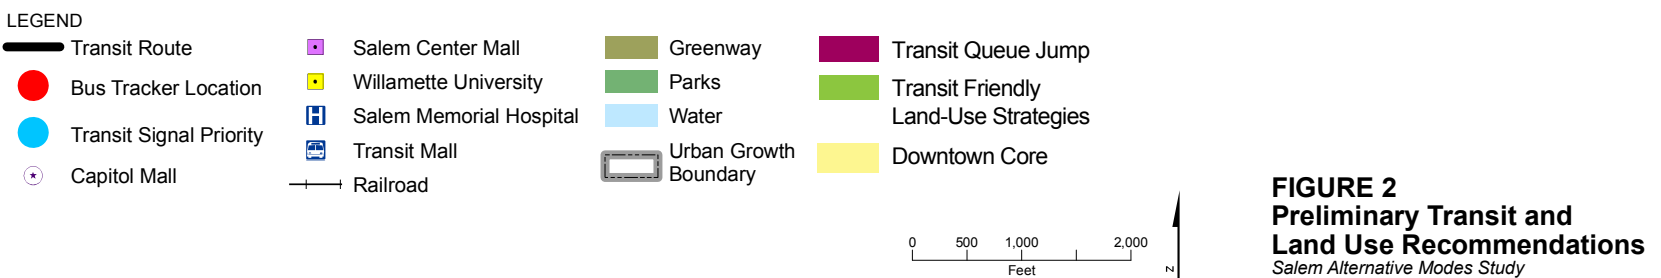 LEGEND
Transit Route
Bus Tracker Location
Transit Signal Priority
Capitol Mall
Salem Center Mall
Willamette University
H Salem Memorial Hospital
Transit Mall
Railroad
Greenway
Parks
Water
Urban Growth
Boundary
Transit Queue Jump
Transit Friendly
Land-Use Strategies
Downtown Core
0 500 1,000 2,000
Feet
N
FIGURE 2
Preliminary Transit and
Land Use Recommendations
Salem Alternative Modes Study